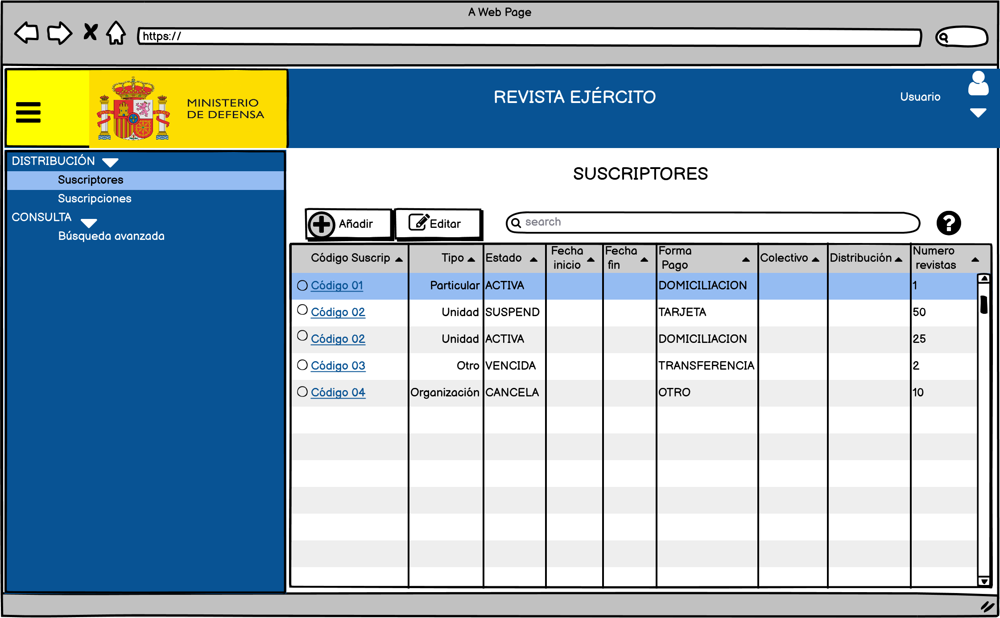 A Web Page
https://
MINISTERIO
DE DEFENSA
REVISTA EJÉRCITO
Usuario
DISTRIBUCIÓN
Suscriptores
Suscripciones
CONSULTA
Búsqueda avanzada
SUSCRIPTORES
Añadir
Editar
search
Código Suscrip Tipo Estado Fecha inicio Fecha fin Forma Pago Colectivo Distribución Numero revistas
Código 01 Particular ACTIVA DOMICILIACION 1
Código 02 Unidad SUSPEND TARJETA 50
Código 02 Unidad ACTIVA DOMICILIACION 25
Código 03 Otro VENCIDA TRANSFERENCIA 2
Código 04 Organización CANCELA OTRO 10